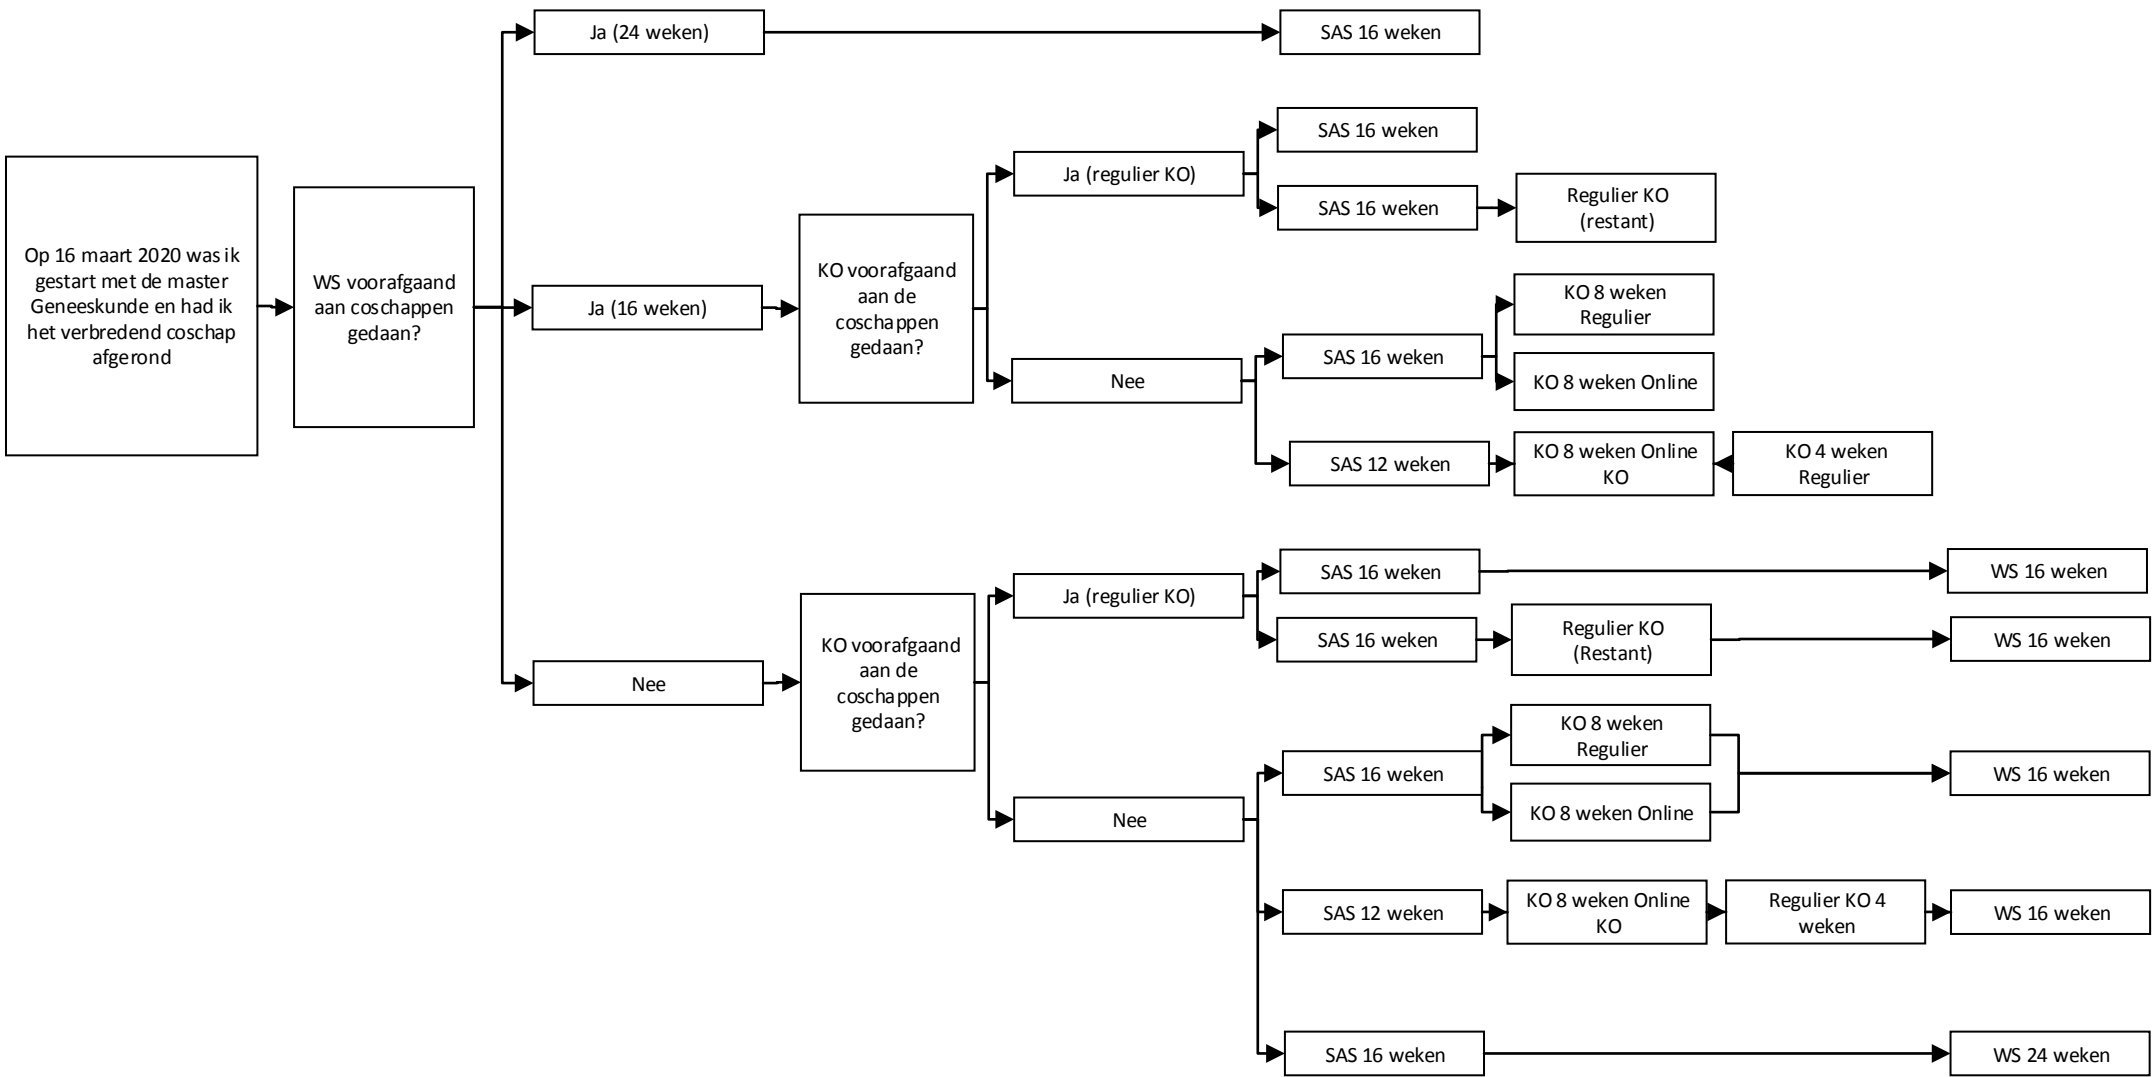 Op 16 maart 2020 was ik
gestart met de master
Geneeskunde en had ik
het verbredend coschap
afgerond
WS voorafgaand
aan coschappen
gedaan?
Ja (24 weken)
SAS 16 weken
Ja (16 weken)
KO voorafgaand
aan de
coschappen
gedaan?
Ja (regulier KO)
SAS 16 weken
SAS 16 weken
Regulier KO
(restant)
Nee
SAS 16 weken
KO 8 weken
Regulier
KO 8 weken Online
SAS 12 weken
KO 8 weken Online
KO
KO 4 weken
Regulier
Nee
KO voorafgaand
aan de
coschappen
gedaan?
Ja (regulier KO)
SAS 16 weken
WS 16 weken
SAS 16 weken
Regulier KO
(Restant)
WS 16 weken
Nee
SAS 16 weken
KO 8 weken
Regulier
KO 8 weken Online
WS 16 weken
SAS 12 weken
KO 8 weken Online
KO
Regulier KO 4
weken
WS 16 weken
SAS 16 weken
WS 24 weken